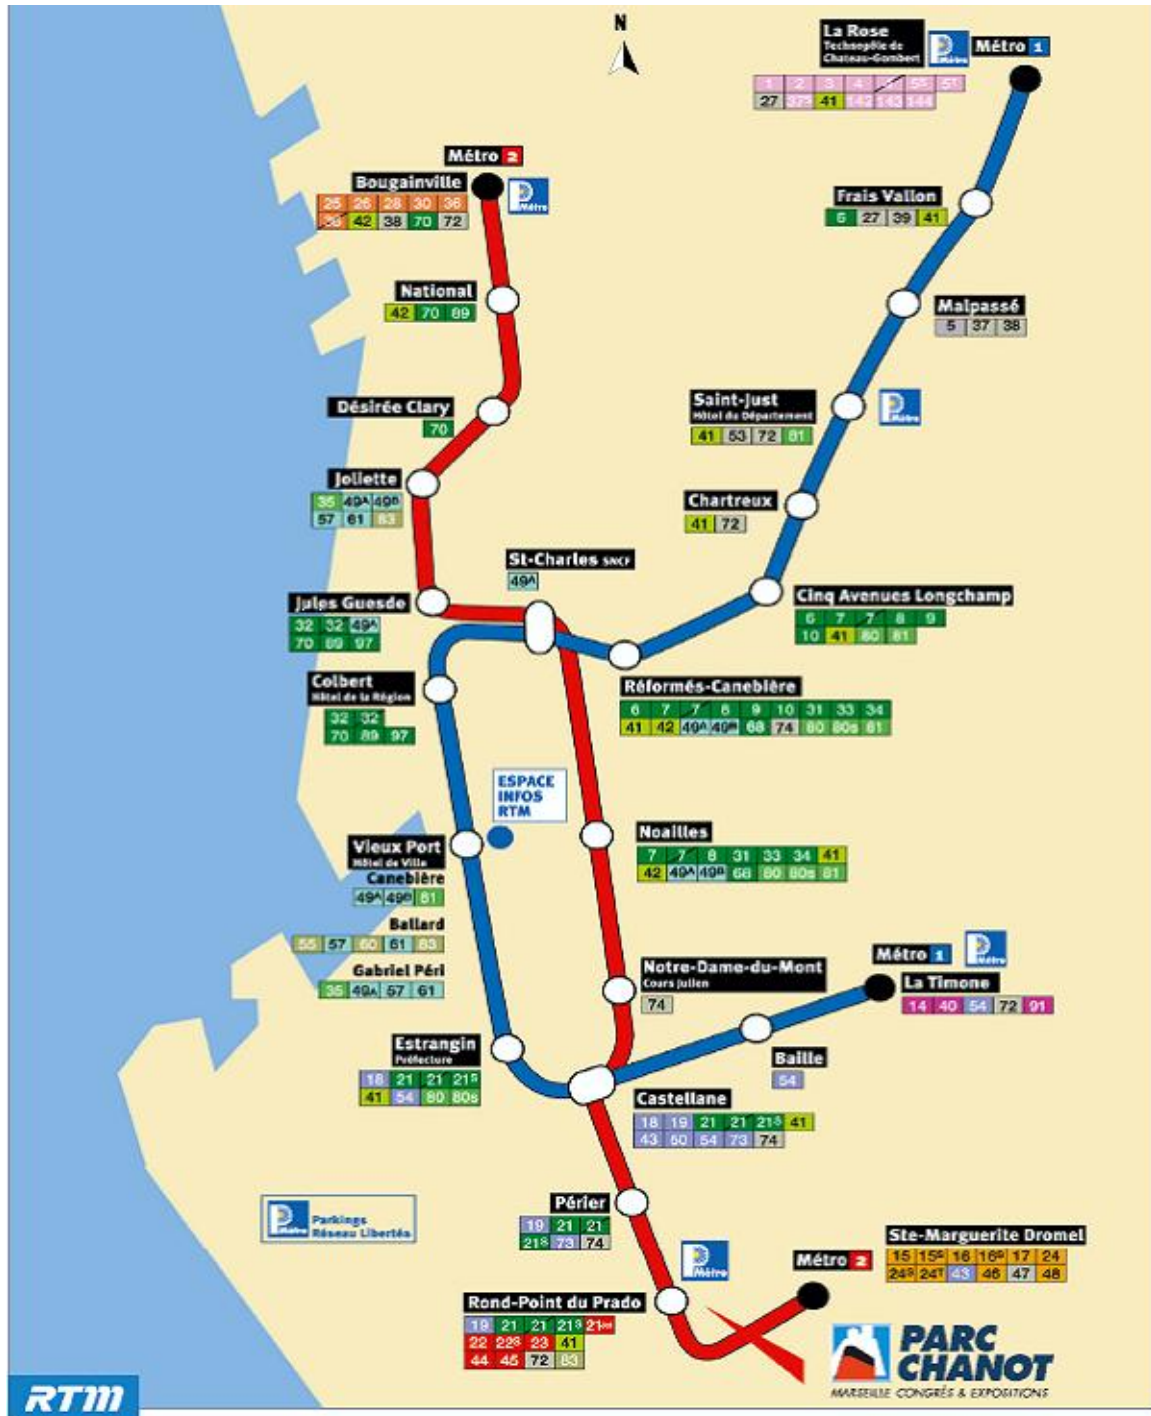 N
La Rose
Technopôle de
Chateau-Gombert
Métro 1
1 2 3 4
27 41 142 143 144
Métro 2
Bougainville
25 26 28 30 36
42 38 70 72
Métro
Frais Vallon
5 27 39 41
National
42 70 89
Malpassé
5 37 38
Saint-Just
Hôtel du Département
41 53 72 81
Métro
Désirée Clary
70
Joliette
35 49A 49B
57 61 83
Chartreux
41 72
St-Charles SNCF
49A
Cinq Avenues Longchamp
6 7 7 8 9
10 41 80 81
Jules Guesde
32 32 49A
70 89 97
Colbert
Hôtel de la Région
32 32
70 89 97
Réformés-Canebière
6 7 7 8 9 10 31 33 34
41 42 49A 49B 68 74 80 80s 81
ESPACE
INFOS
RTM
Noailles
7 7 8 31 33 34 41
42 49A 49B 68 80 80s 81
Vieux Port
Hôtel de Ville
Canebière
49A 49B 81
Ballard
55 57 60 61 83
Gabriel Péri
35 49A 57 61
Notre-Dame-du-Mont
Cours Julien
74
Métro 1
Métro
La Timone
14 40 54 72 91
Estrangin
Préfecture
18 21 21 21S
41 54 80 80s
Baille
54
Castellane
18 19 21 21 21S 41
43 50 54 73 74
Périer
19 21 21
21S 73 74
Métro
Parkings
Réseau Libertés
Métro
Ste-Marguerite Dromel
15 15S 16 16S 17 24
24S 24T 43 46 47 48
Métro 2
Rond-Point du Prado
19 21 21 21S
22 22S 23 41
44 45 72 83
PARC
CHANOT
MARSEILLE CONGRÈS & EXPOSITIONS
RTM